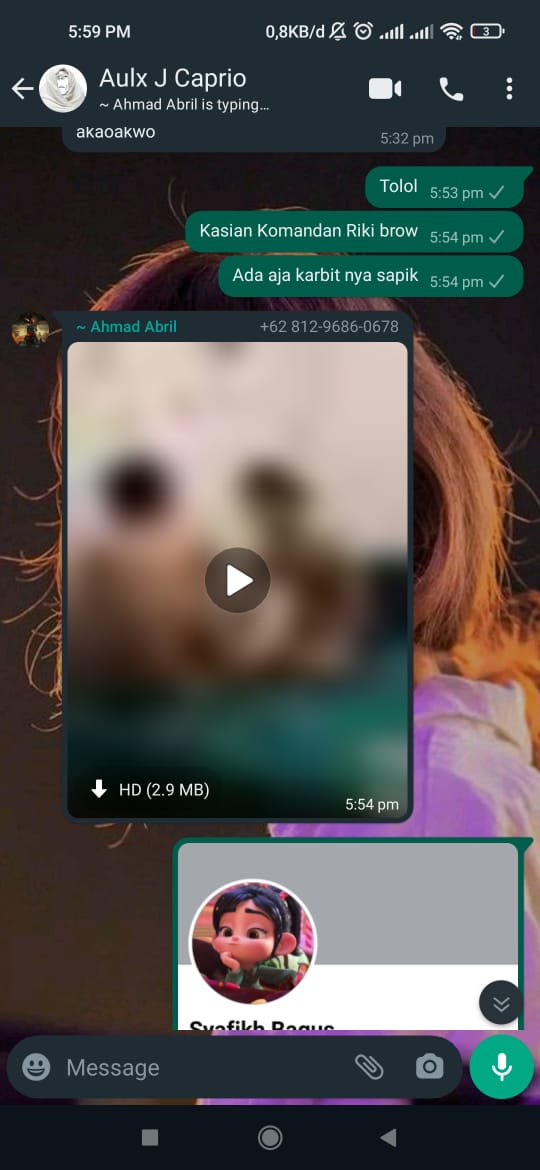 5:59 PM
0,8KB/d
3
Aulx J Caprio
~ Ahmad Abril is typing...
akaoakwo
5:32 pm
Tolol
5:53 pm
Kasian Komandan Riki brow
5:54 pm
Ada aja karbit nya sapik
5:54 pm
~ Ahmad Abril
+62 812-9686-0678
HD (2.9 MB)
5:54 pm
Syafikh Bagus
Message